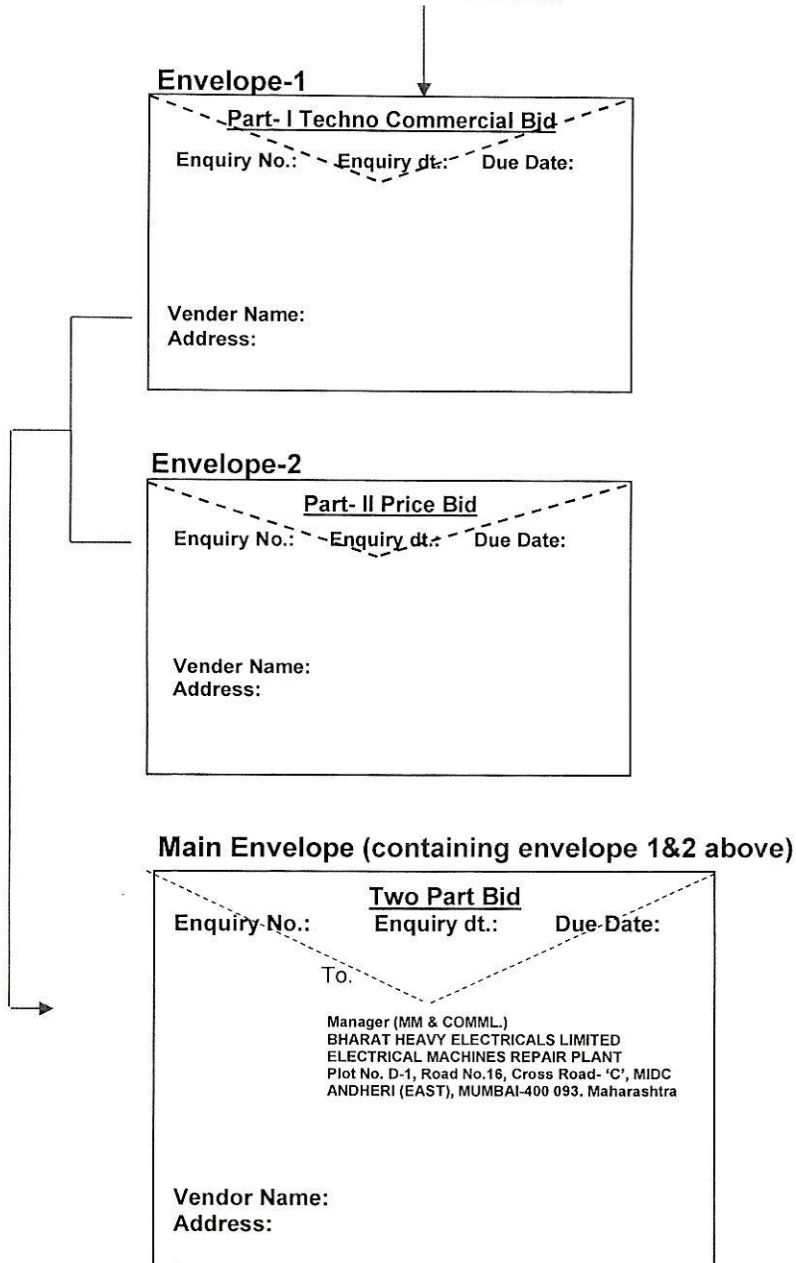 Envelope-1
Part- I Techno Commercial Bid
Enquiry No.: Enquiry dt.: Due Date:
Vender Name:
Address:
Envelope-2
Part- II Price Bid
Enquiry No.: Enquiry dt.: Due Date:
Vender Name:
Address:
Main Envelope (containing envelope 1&2 above)
Two Part Bid
Enquiry No.: Enquiry dt.: Due Date:
To.
Manager (MM & COMML.)
BHARAT HEAVY ELECTRICALS LIMITED
ELECTRICAL MACHINES REPAIR PLANT
Plot No. D-1, Road No.16, Cross Road- ‘C’, MIDC
ANDHERI (EAST), MUMBAI-400 093. Maharashtra
Vendor Name:
Address: